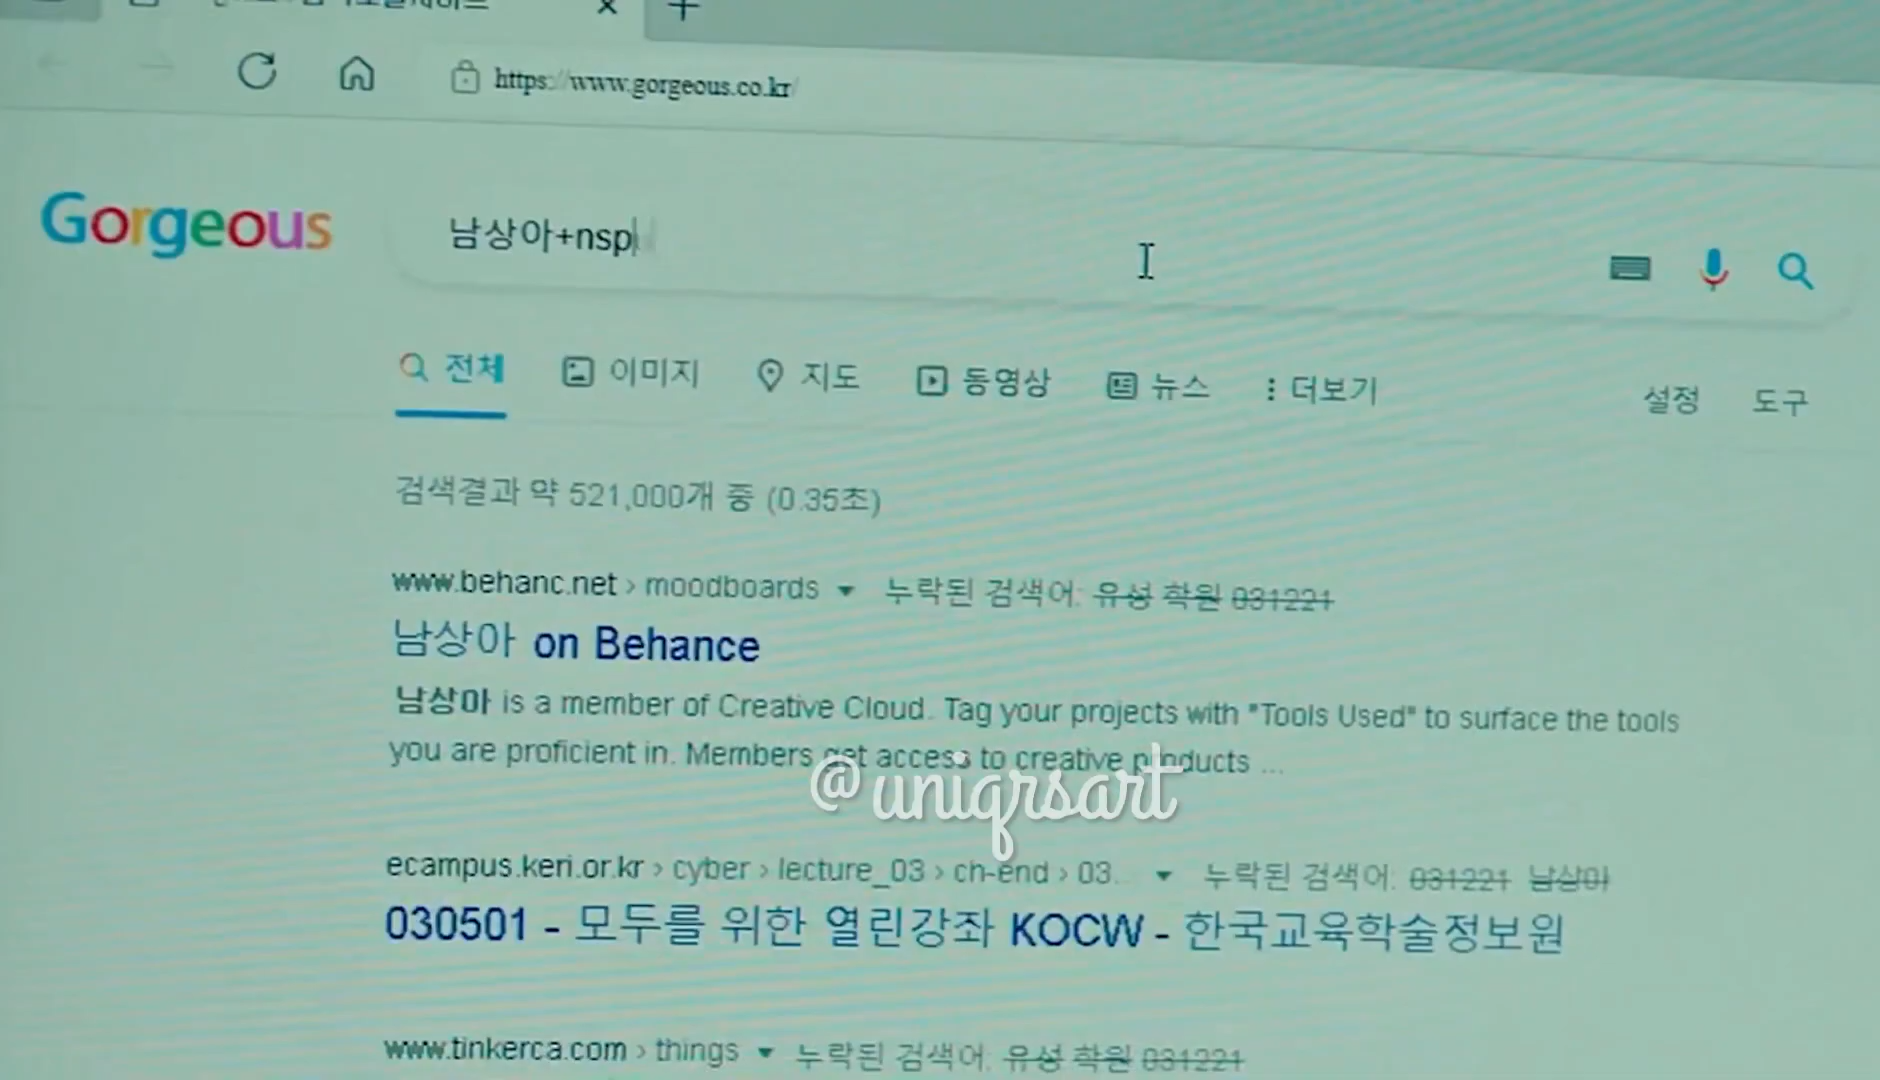 https://www.gorgeous.co.kr/
Gorgeous
남상아+nsp
전체 이미지 지도 동영상 뉴스 더보기 설정 도구
검색결과 약 521,000개 중 (0.35초)
www.behanc.net › moodboards 누락된 검색어: 유성 학원 031221
남상아 on Behance
남상아 is a member of Creative Cloud. Tag your projects with "Tools Used" to surface the tools
you are proficient in. Members get access to creative products ...
@uniqrsart
ecampus.keri.or.kr › cyber › lecture_03 › ch-end › 03... 누락된 검색어: 031221 남상아
030501 - 모두를 위한 열린강좌 KOCW - 한국교육학술정보원
www.tinkerca.com › things 누락된 검색어: 유성 학원 031221